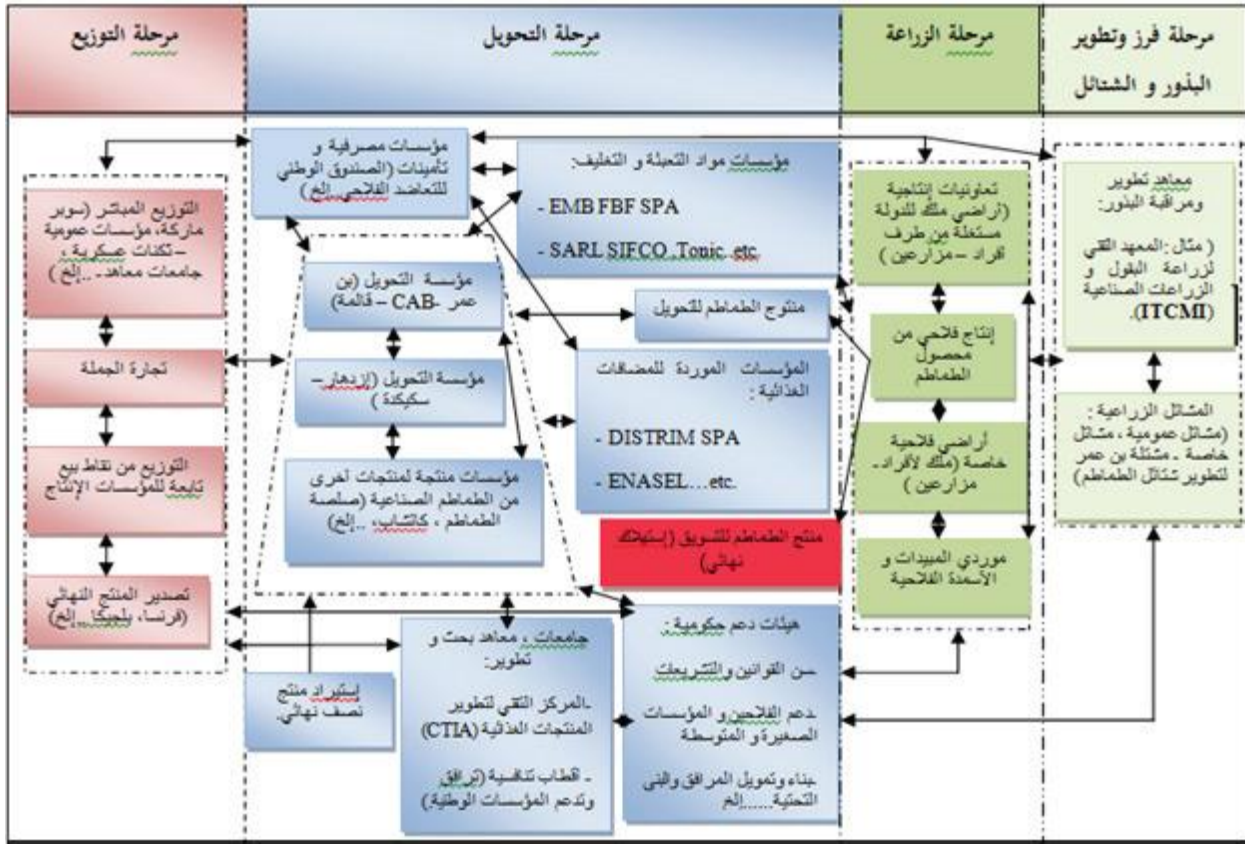 مرحلة فرز وتطوير
البذور و الشتائل
مرحلة الزراعة
مرحلة التحويل
مرحلة التوزيع
معاهد تطوير
ومراقبة البذور:
( مثال :المعهد التقني
لزراعة البقول و
الزراعات الصناعية
(ITCMI).
المشاتل الزراعية :
(مشاتل عمومية ، مشاتل
خاصة ـ مشتلة بن عمر
لتطوير شتائل الطماطم)
تعاونيات إنتاجية
(أراضي ملك للدولة
مستغلة من طرف
أفراد – مزارعين )
إنتاج فلاحي من
محصول
الطماطم
أراضي فلاحية
خاصة (ملك لأفراد ـ
مزارعين )
موردي المبيدات و
الأسمدة الفلاحية
مؤسسات مصرفية و
تأمينات (الصندوق الوطني
للتعاضد الفلاحي...إلخ)
مؤسسات مواد التعبئة و التغليف:
- EMB FBF SPA
- SARL SIFCO .Tonic..etc
مؤسسة التحويل (بن
عمر -CAB – قالمة)
منتوج الطماطم للتحويل
مؤسسة التحويل (إزدهار –
سكيكدة )
المؤسسات الموردة للمضافات
الغذائية :
- DISTRIM SPA
- ENASEL…etc.
مؤسسات منتجة لمنتجات أخرى
من الطماطم الصناعية (صلصة
الطماطم ، كاتشاب، ..إلخ)
منتج الطماطم للتسويق (إستهلاك
نهائي)
هيئات دعم حكومية :
ـسن القوانين والتشريعات
ـدعم الفلاحين و المؤسسات
الصغيرة و المتوسطة
ـبناء وتمويل المرافق والبنى
التحتية......إلخ
جامعات ، معاهد بحث و
تطوير:
ـالمركز التقني لتطوير
المنتجات الغذائية (CTIA)
ـ أقطاب تنافسية (ترافق
وتدعم المؤسسات الوطنية)
إستيراد منتج
نصف نهائي.
التوزيع المباشر (سوبر
ماركة، مؤسسات عمومية
– ثكنات عسكرية ،
جامعات معاهد ـ ..إلخ )
تجارة الجملة
التوزيع من نقاط بيع
تابعة للمؤسسات الإنتاج
تصدير المنتج النهائي
(فرنسا، بلجيكا ..إلخ)